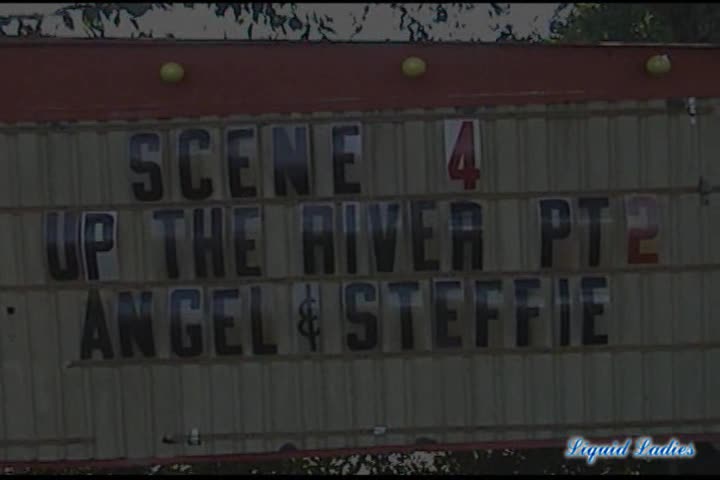 SCENE 4
UP THE RIVER PT 2
ANGEL & STEFFIE
Liquid Ladies